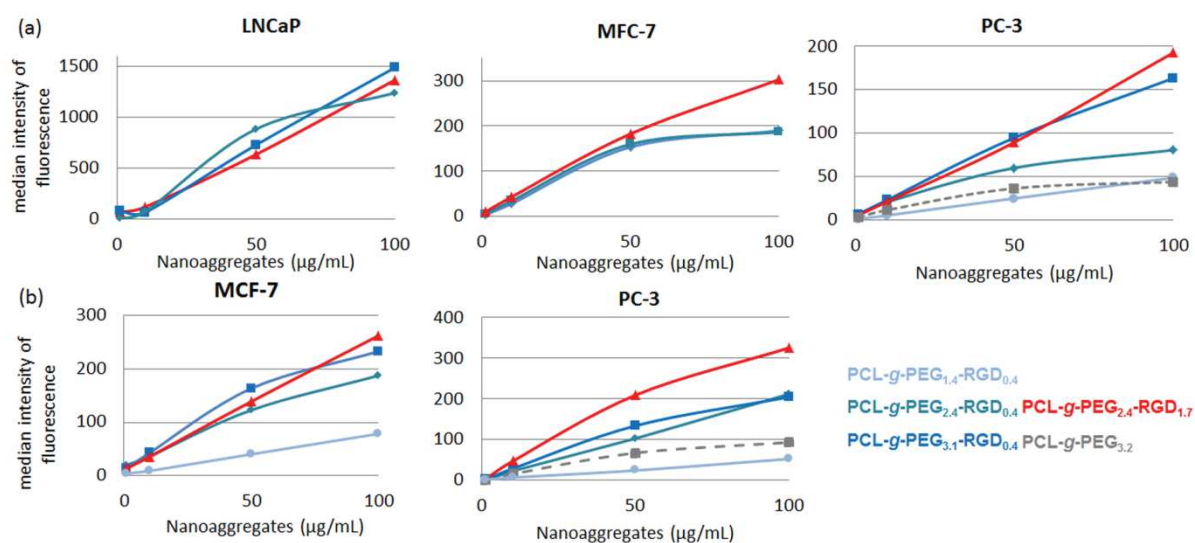 (a)
LNCaP
MFC-7
PC-3
median intensity of
fluorescence
1500
1000
500
0
0 50 100
Nanoaggregates (µg/mL)
300
200
100
0
0 50 100
Nanoaggregates (µg/mL)
200
150
100
50
0
0 50 100
Nanoaggregates (µg/mL)
(b)
MCF-7
PC-3
median intensity of
fluorescence
300
200
100
0
0 50 100
Nanoaggregates (µg/mL)
400
300
200
100
0
0 50 100
Nanoaggregates (µg/mL)
PCL-g-PEG1.4-RGD0.4
PCL-g-PEG2.4-RGD0.4 PCL-g-PEG2.4-RGD1.7
PCL-g-PEG3.1-RGD0.4 PCL-g-PEG3.2